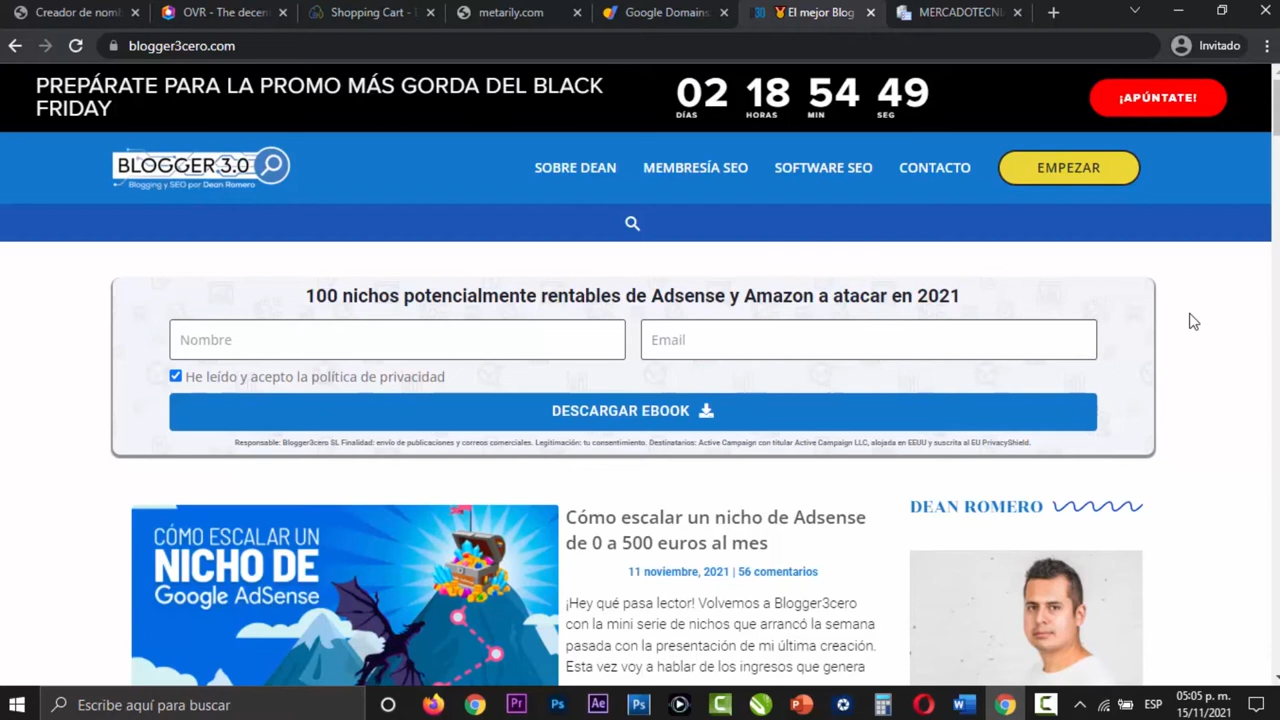 Creador de nomb
OVR - The decen
Shopping Cart -
metarily.com
Google Domains
El mejor Blog
MERCADOTECNI
blogger3cero.com
Invitado
PREPÁRATE PARA LA PROMO MÁS GORDA DEL BLACK
FRIDAY
02 18 54 49
DÍAS HORAS MIN SEG
¡APÚNTATE!
BLOGGER 3.0
Blogging y SEO por Dean Romero
SOBRE DEAN
MEMBRESÍA SEO
SOFTWARE SEO
CONTACTO
EMPEZAR
100 nichos potencialmente rentables de Adsense y Amazon a atacar en 2021
Nombre
Email
He leído y acepto la política de privacidad
DESCARGAR EBOOK
Responsable: Blogger3cero SL Finalidad: envío de publicaciones y correos comerciales. Legitimación: tu consentimiento. Destinatarios: Active Campaign con titular Active Campaign LLC, alojada en EEUU y suscrita al EU PrivacyShield.
CÓMO ESCALAR UN
NICHO DE
Google AdSense
Cómo escalar un nicho de Adsense
de 0 a 500 euros al mes
11 noviembre, 2021 | 56 comentarios
¡Hey qué pasa lector! Volvemos a Blogger3cero
con la mini serie de nichos que arrancó la semana
pasada con la presentación de mi última creación.
Esta vez voy a hablar de los ingresos que genera
DEAN ROMERO
Escribe aquí para buscar
ESP
05:05 p. m.
15/11/2021